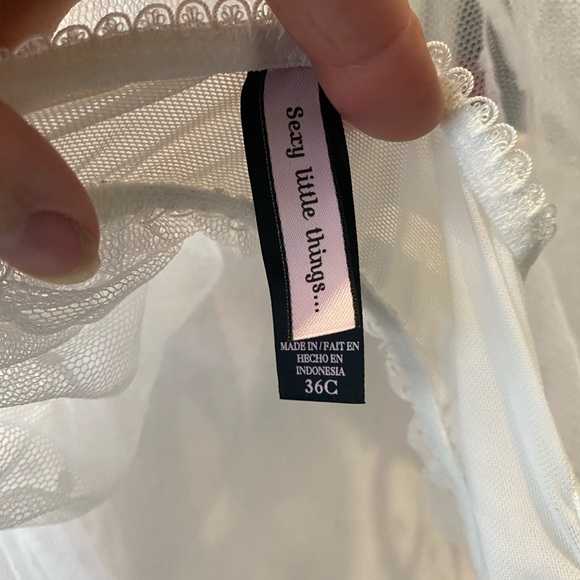 Sexy little things...
MADE IN / FAIT EN
HECHO EN
INDONESIA
36C